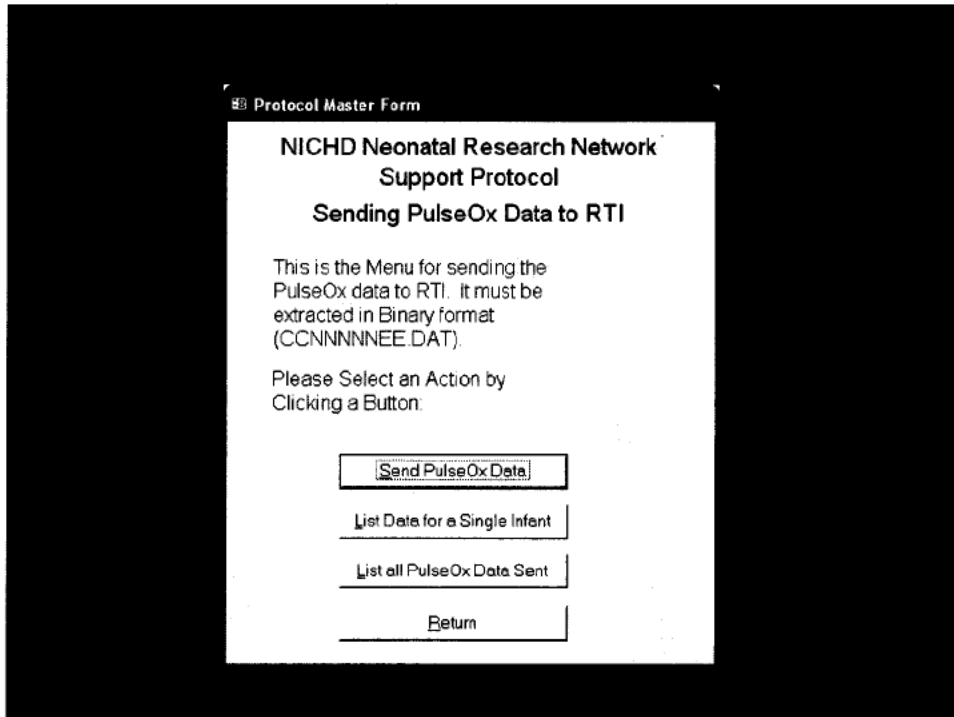 Protocol Master Form
NICHD Neonatal Research Network
Support Protocol
Sending PulseOx Data to RTI
This is the Menu for sending the
PulseOx data to RTI. It must be
extracted in Binary format
(CCNNNNNEE.DAT).
Please Select an Action by
Clicking a Button:
Send PulseOx Data
List Data for a Single Infant
List all PulseOx Data Sent
Return